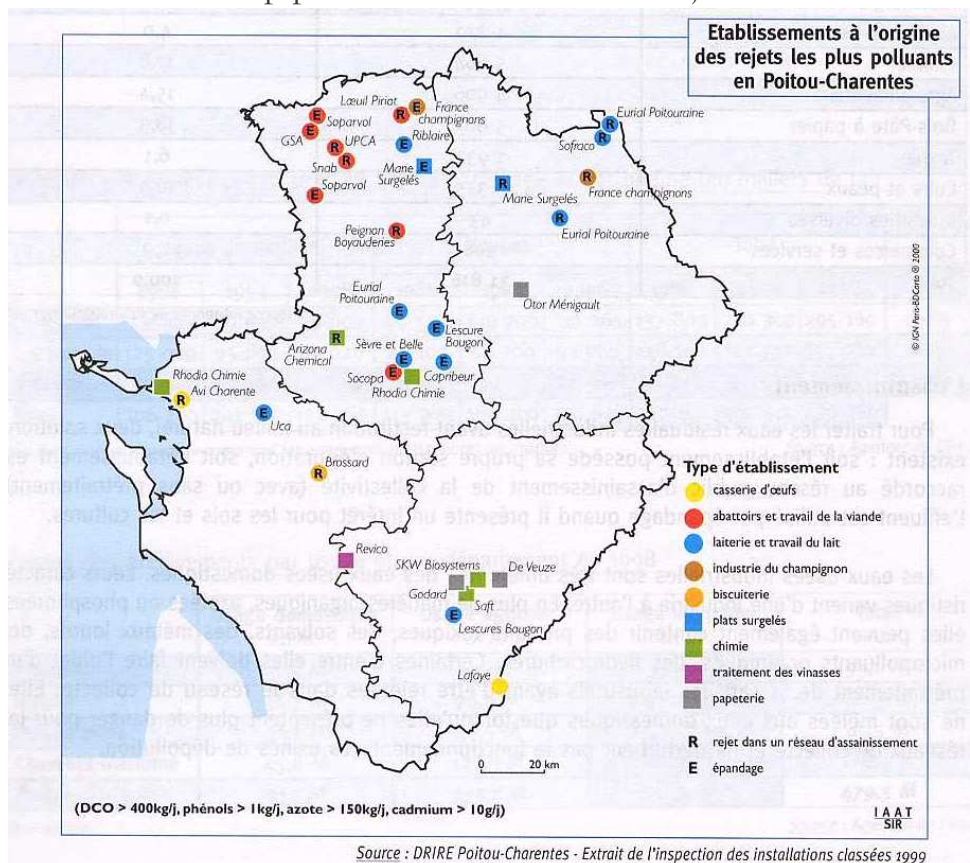 Etablissements à l'origine
des rejets les plus polluants
en Poitou-Charentes
Lœuil Piriat
France
champignons
Eurial Poitouraine
Soparvol
GSA
UPCA
Riblaire
Sofraco
Snab
Marie
Surgelés
Soparvol
Marie Surgelés
France champignons
Peignan
Boyaudenes
Eurial Poitouraine
Otor Ménigault
Eurial
Poitouraine
Lescure
Bougon
Arizona
Chemical
Sèvre et Belle
Socopa
Capribeur
Rhodia Chimie
Rhodia Chimie
Avi Charente
Uca
Brossard
Revico
SKW Biosystems
De Veuze
Godard
Saft
Lescures Bougon
Lafaye
© IGN Paris-BDCarto ® 2000
Type d'établissement
casserie d'œufs
abattoirs et travail de la viande
laiterie et travail du lait
industrie du champignon
biscuiterie
plats surgelés
chimie
traitement des vinasses
papeterie
R rejet dans un réseau d'assainissement
E épandage
0 20 km
(DCO > 400kg/j, phénols > 1kg/j, azote > 150kg/j, cadmium > 10g/j)
IAAT
SIR
Source : DRIRE Poitou-Charentes - Extrait de l'inspection des installations classées 1999